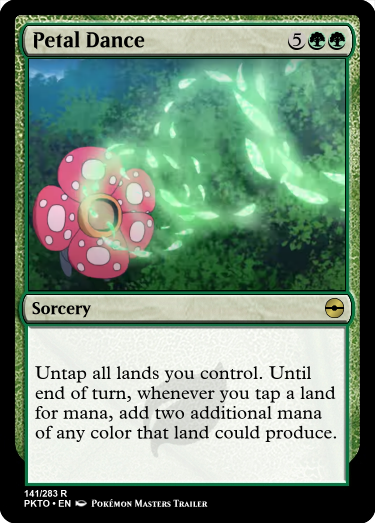 Petal Dance 5
Sorcery
Untap all lands you control. Until
end of turn, whenever you tap a land
for mana, add two additional mana
of any color that land could produce.
141/283 R
PKTO • EN Pokémon Masters Trailer